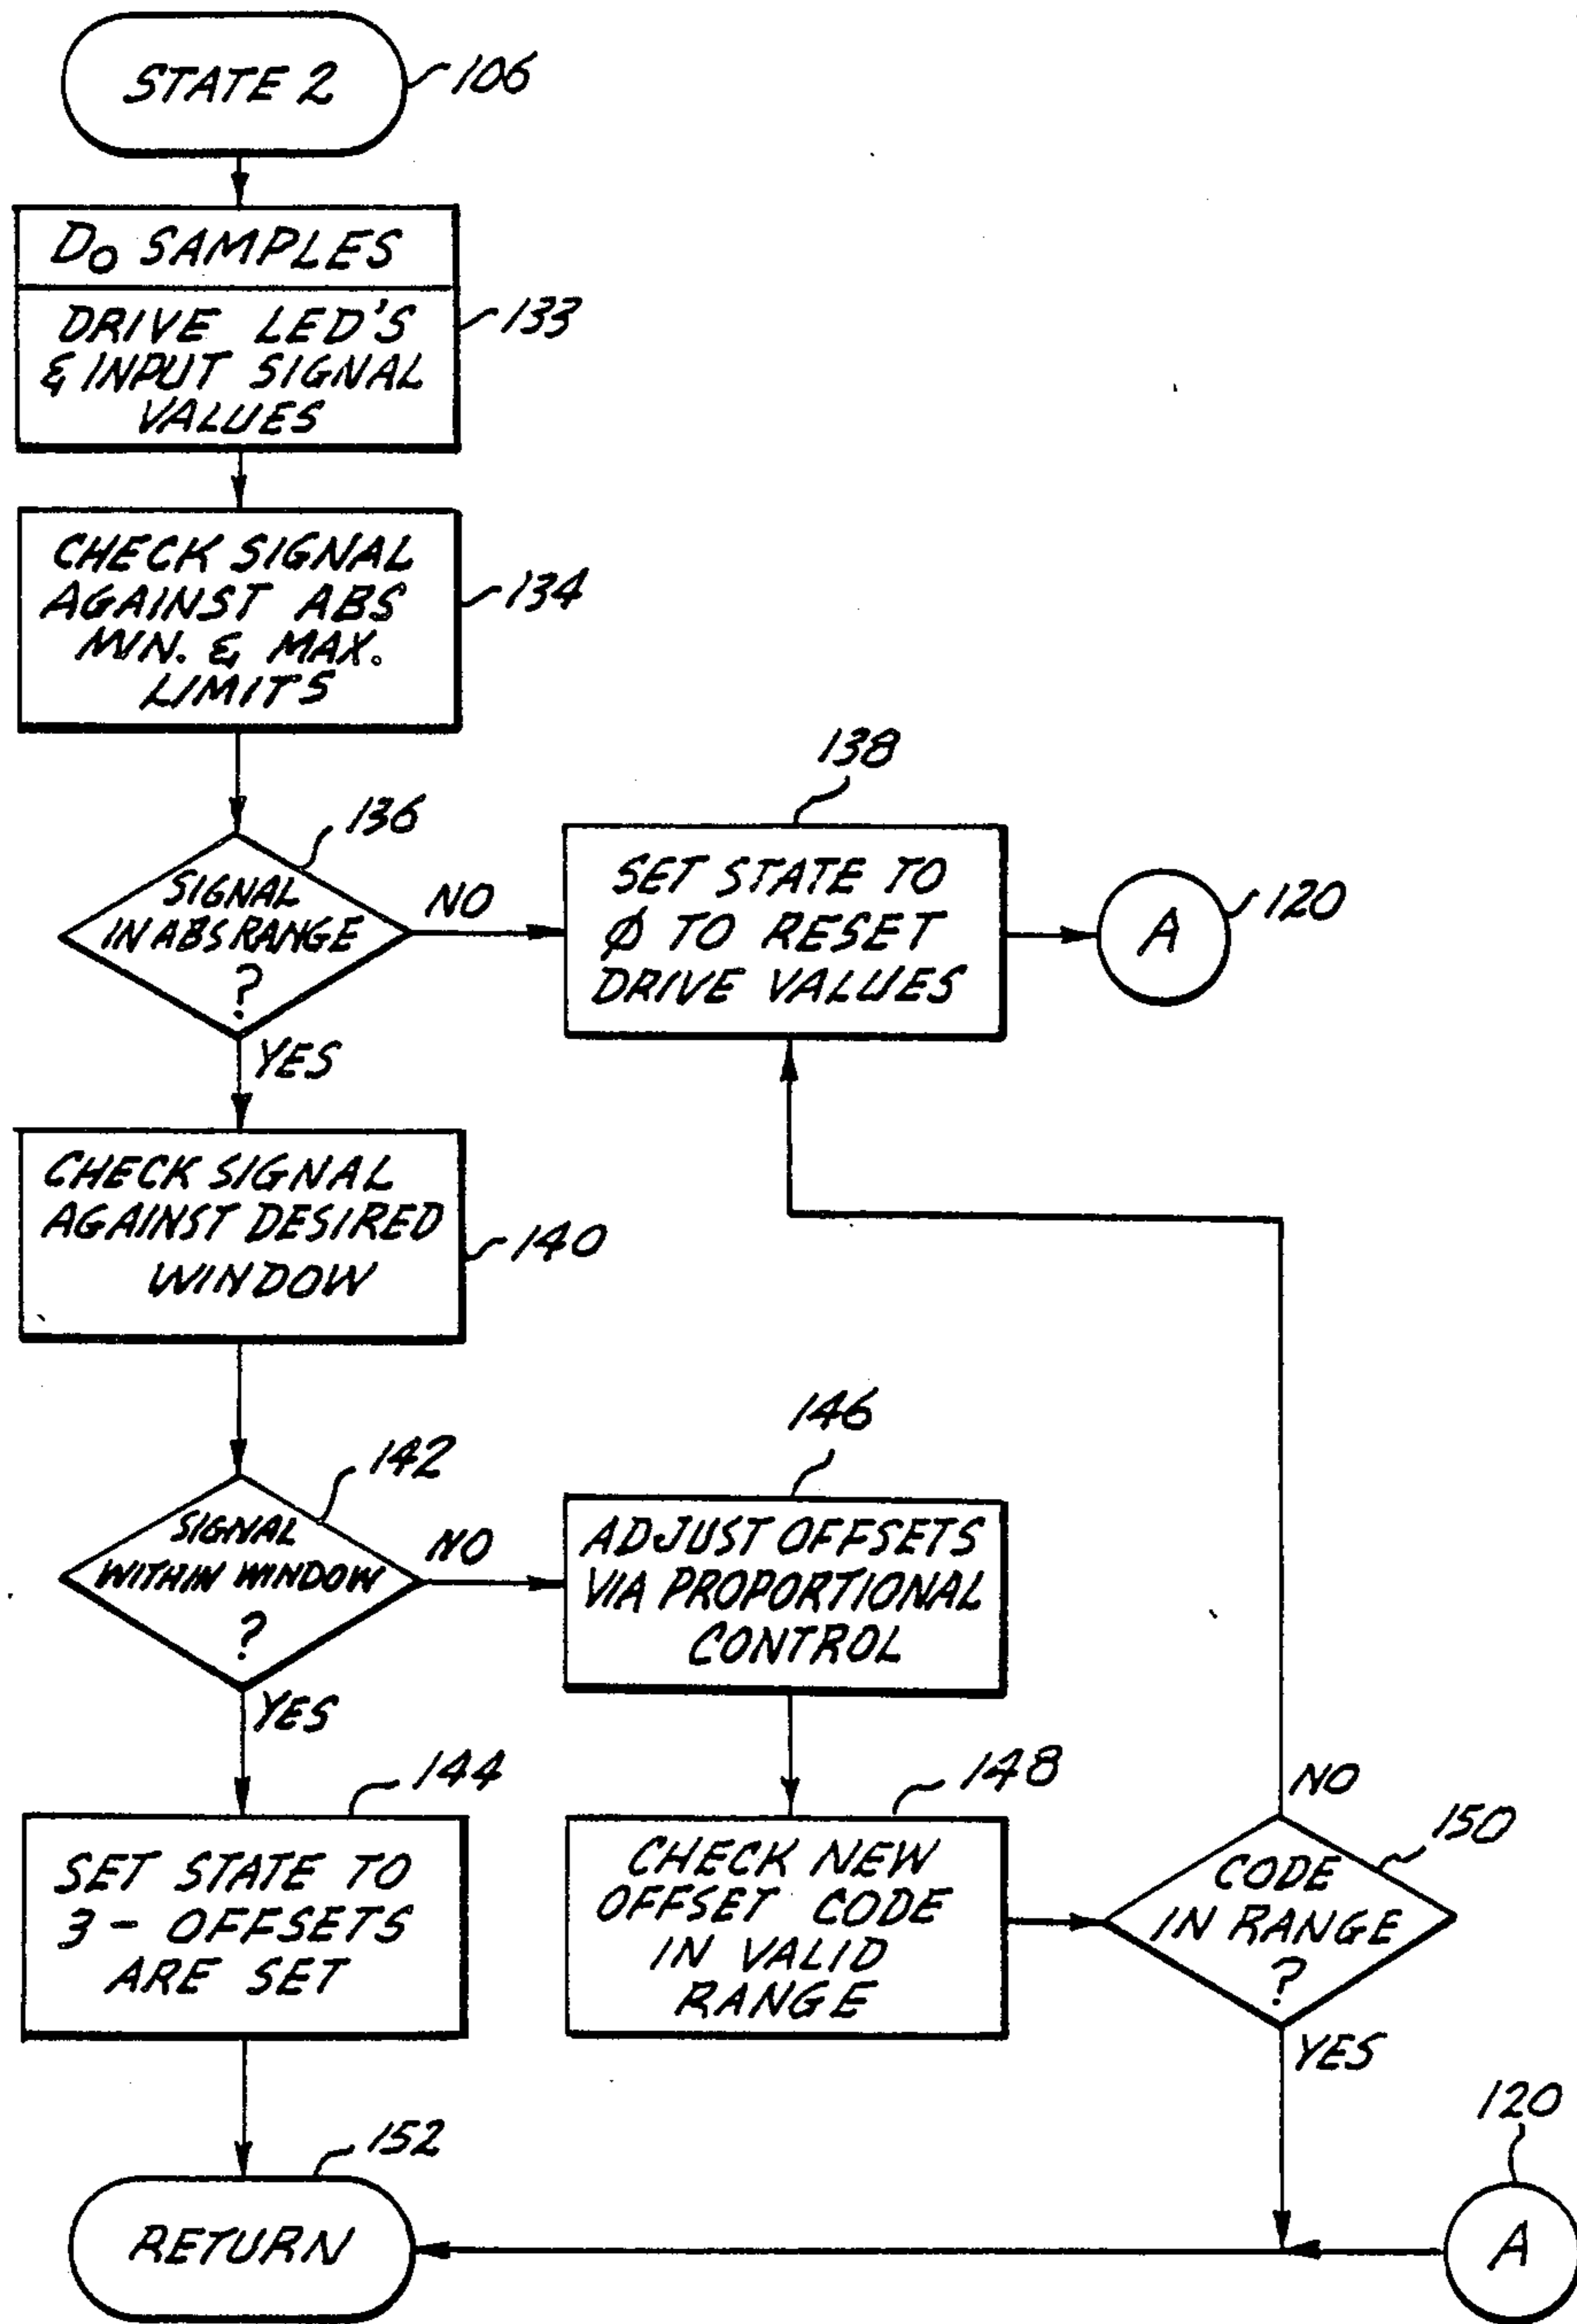 STATE 2
106
DO SAMPLES
DRIVE LED'S
& INPUT SIGNAL
VALUES
133
CHECK SIGNAL
AGAINST ABS
MIN. & MAX.
LIMITS
134
136
SIGNAL
IN ABS RANGE
?
NO
YES
138
SET STATE TO
φ TO RESET
DRIVE VALUES
A
120
CHECK SIGNAL
AGAINST DESIRED
WINDOW
140
142
SIGNAL
WITHIN WINDOW
?
NO
YES
146
ADJUST OFFSETS
VIA PROPORTIONAL
CONTROL
144
SET STATE TO
3 - OFFSETS
ARE SET
148
CHECK NEW
OFFSET CODE
IN VALID
RANGE
NO
150
CODE
IN RANGE
?
YES
152
RETURN
120
A